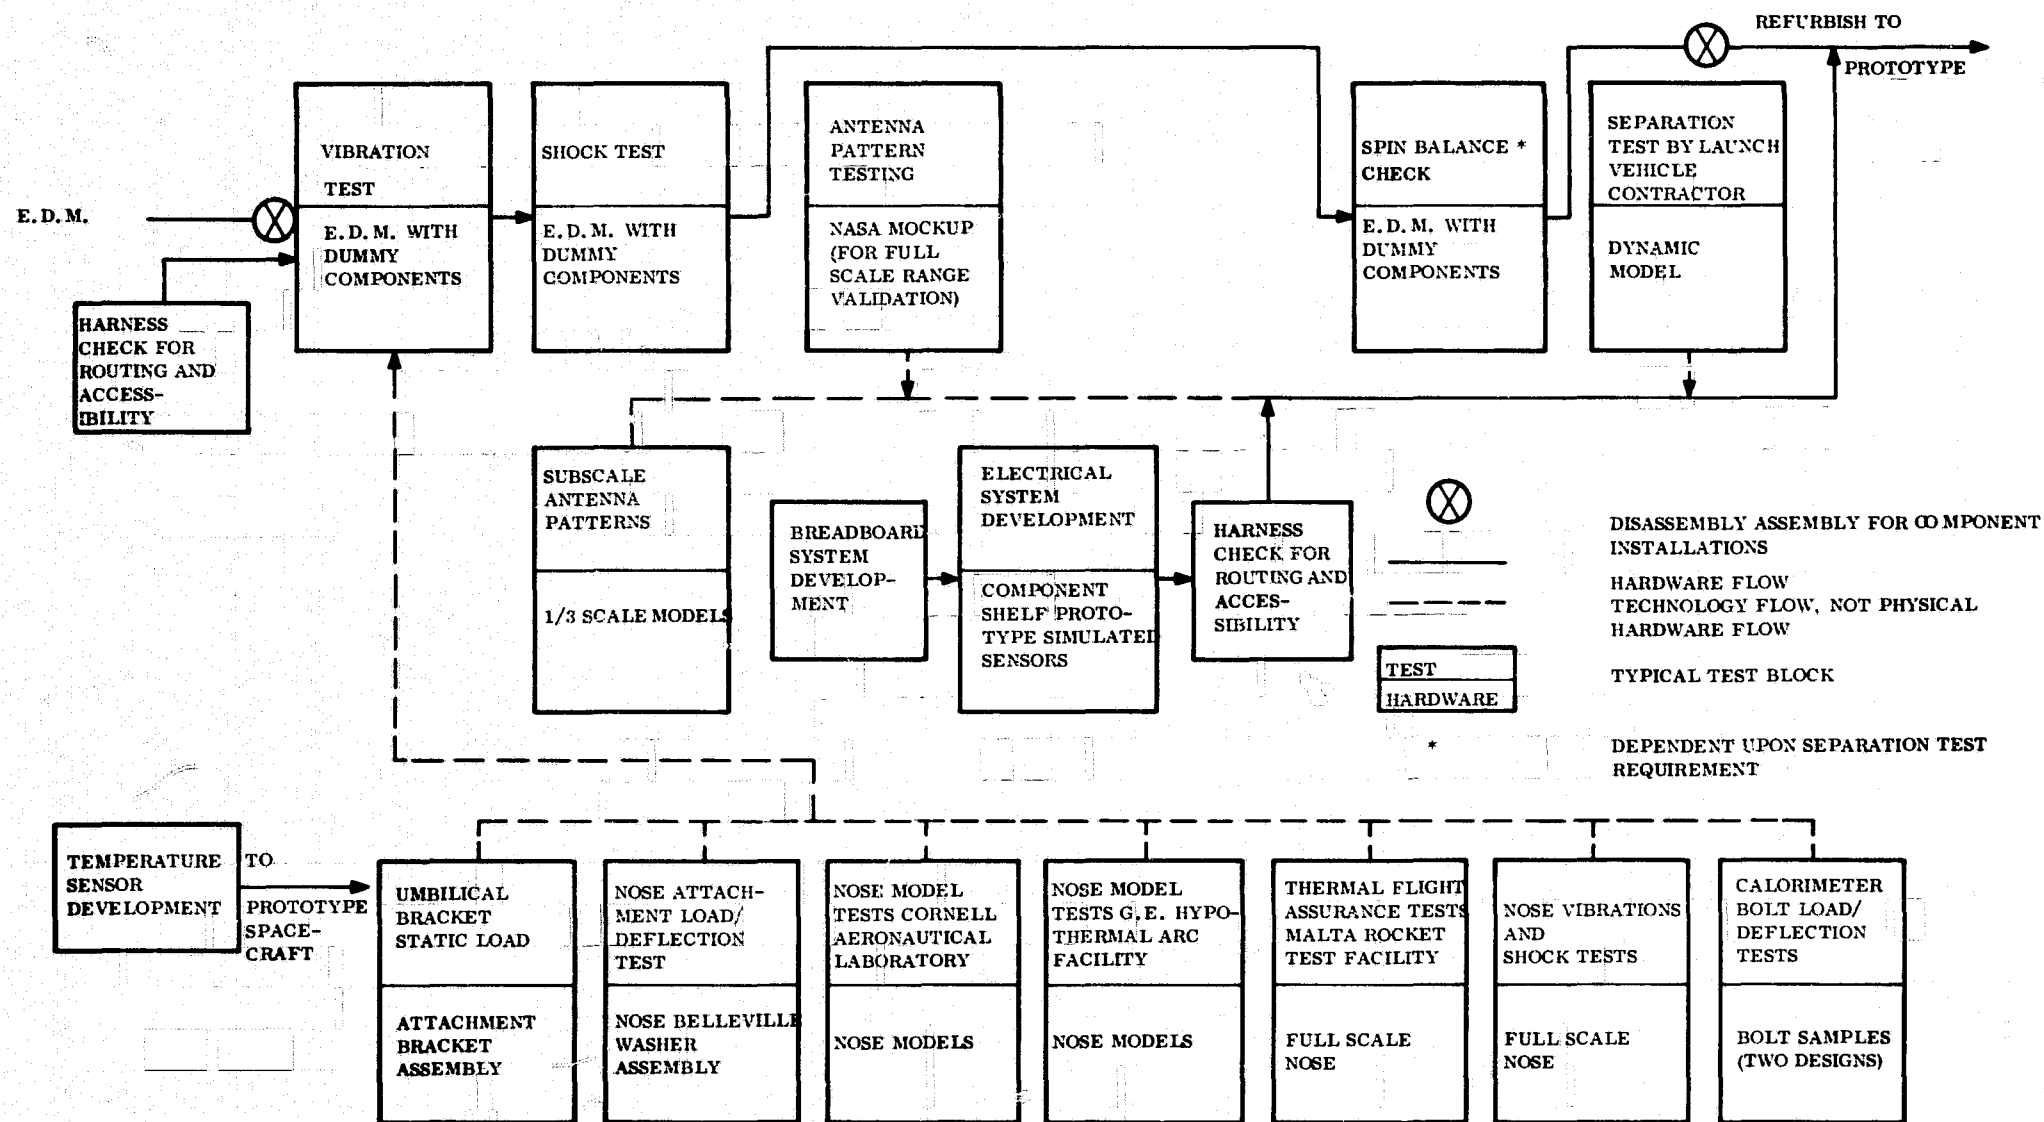 REFURBISH TO
PROTOTYPE
E.D.M.
VIBRATION
TEST
E.D.M. WITH
DUMMY
COMPONENTS
SHOCK TEST
E.D.M. WITH
DUMMY
COMPONENTS
ANTENNA
PATTERN
TESTING
NASA MOCKUP
(FOR FULL
SCALE RANGE
VALIDATION)
SPIN BALANCE *
CHECK
E.D.M. WITH
DUMMY
COMPONENTS
SEPARATION
TEST BY LAUNCH
VEHICLE
CONTRACTOR
DYNAMIC
MODEL
HARNESS
CHECK FOR
ROUTING AND
ACCESS-
IBILITY
SUBSCALE
ANTENNA
PATTERNS
1/3 SCALE MODELS
BREADBOARD
SYSTEM
DEVELOP-
MENT
ELECTRICAL
SYSTEM
DEVELOPMENT
COMPONENT
SHELF PROTO-
TYPE SIMULATED
SENSORS
HARNESS
CHECK FOR
ROUTING AND
ACCES-
SIBILITY
DISASSEMBLY ASSEMBLY FOR COMPONENT
INSTALLATIONS
HARDWARE FLOW
TECHNOLOGY FLOW, NOT PHYSICAL
HARDWARE FLOW
TEST
HARDWARE
TYPICAL TEST BLOCK
*
DEPENDENT UPON SEPARATION TEST
REQUIREMENT
TEMPERATURE
SENSOR
DEVELOPMENT
TO
PROTOTYPE
SPACE-
CRAFT
UMBILICAL
BRACKET
STATIC LOAD
ATTACHMENT
BRACKET
ASSEMBLY
NOSE ATTACH-
MENT LOAD/
DEFLECTION
TEST
NOSE BELLEVILLE
WASHER
ASSEMBLY
NOSE MODEL
TESTS CORNELL
AERONAUTICAL
LABORATORY
NOSE MODELS
NOSE MODEL
TESTS G.E. HYPO-
THERMAL ARC
FACILITY
NOSE MODELS
THERMAL FLIGHT
ASSURANCE TESTS
MALTA ROCKET
TEST FACILITY
FULL SCALE
NOSE
NOSE VIBRATIONS
AND
SHOCK TESTS
FULL SCALE
NOSE
CALORIMETER
BOLT LOAD/
DEFLECTION
TESTS
BOLT SAMPLES
(TWO DESIGNS)